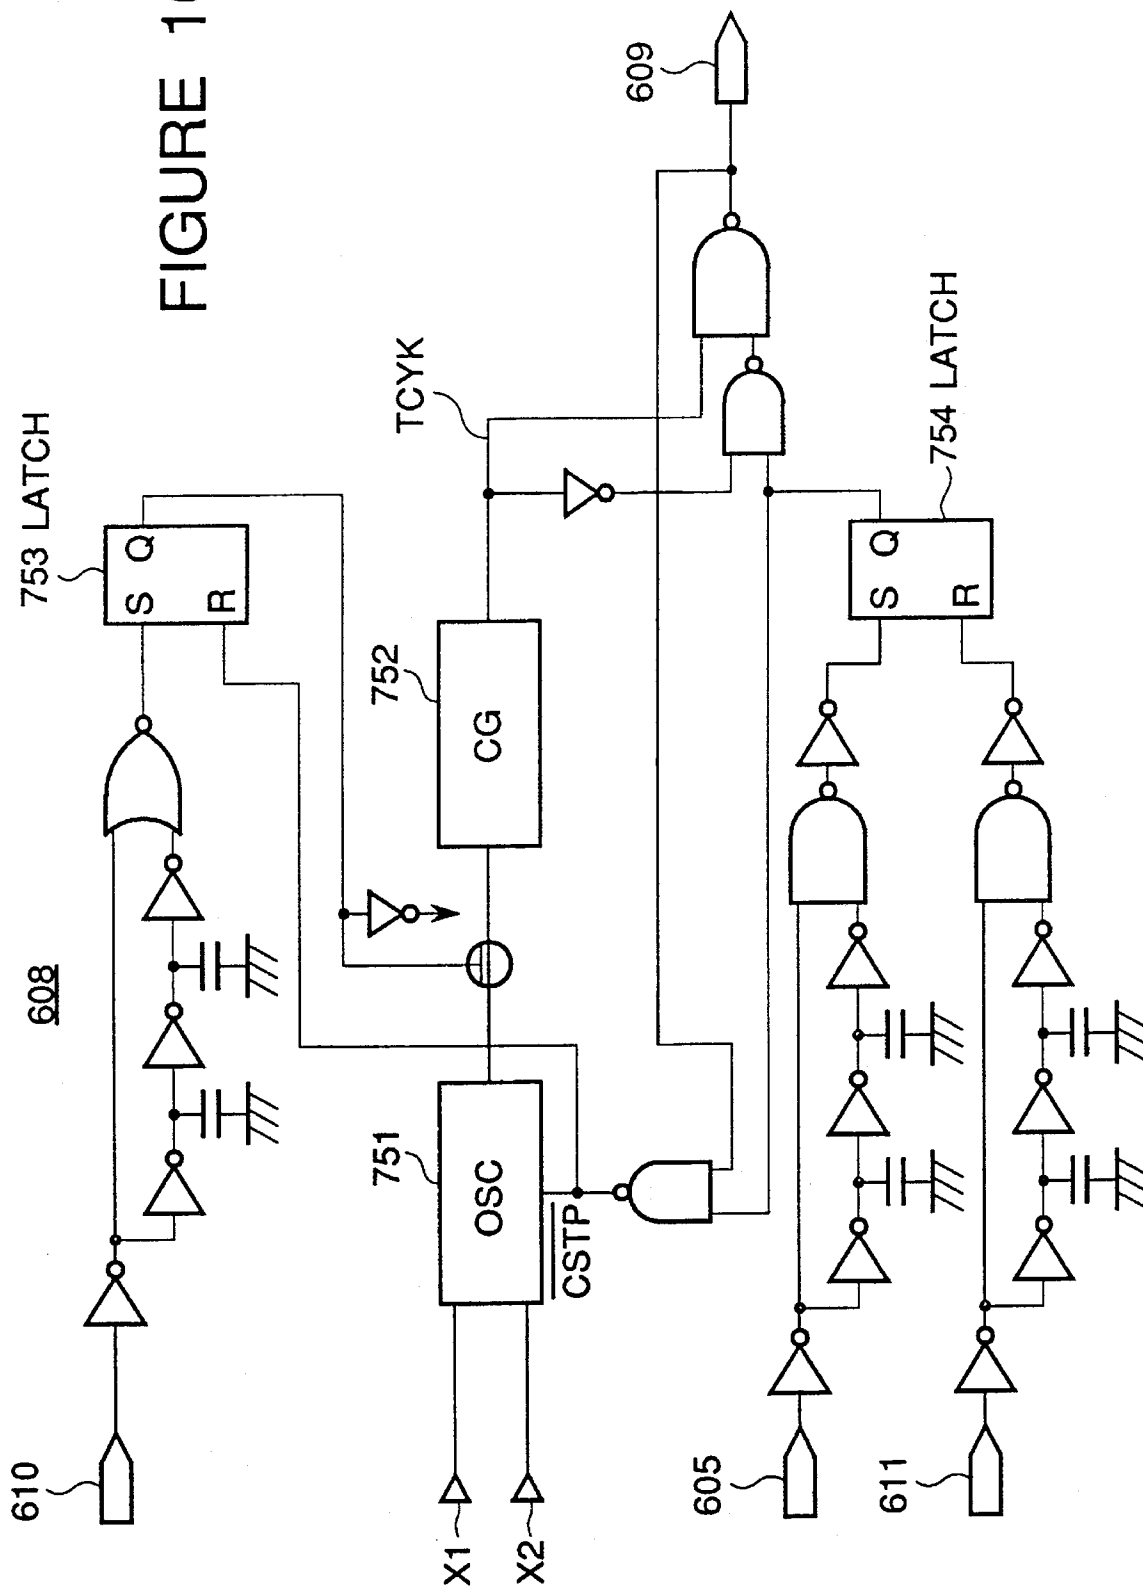 FIGURE 1
608
610
753 LATCH
S
Q
R
X1
X2
751
OSC
CSTP
752
CG
TCYK
609
605
611
S
Q
R
754 LATCH